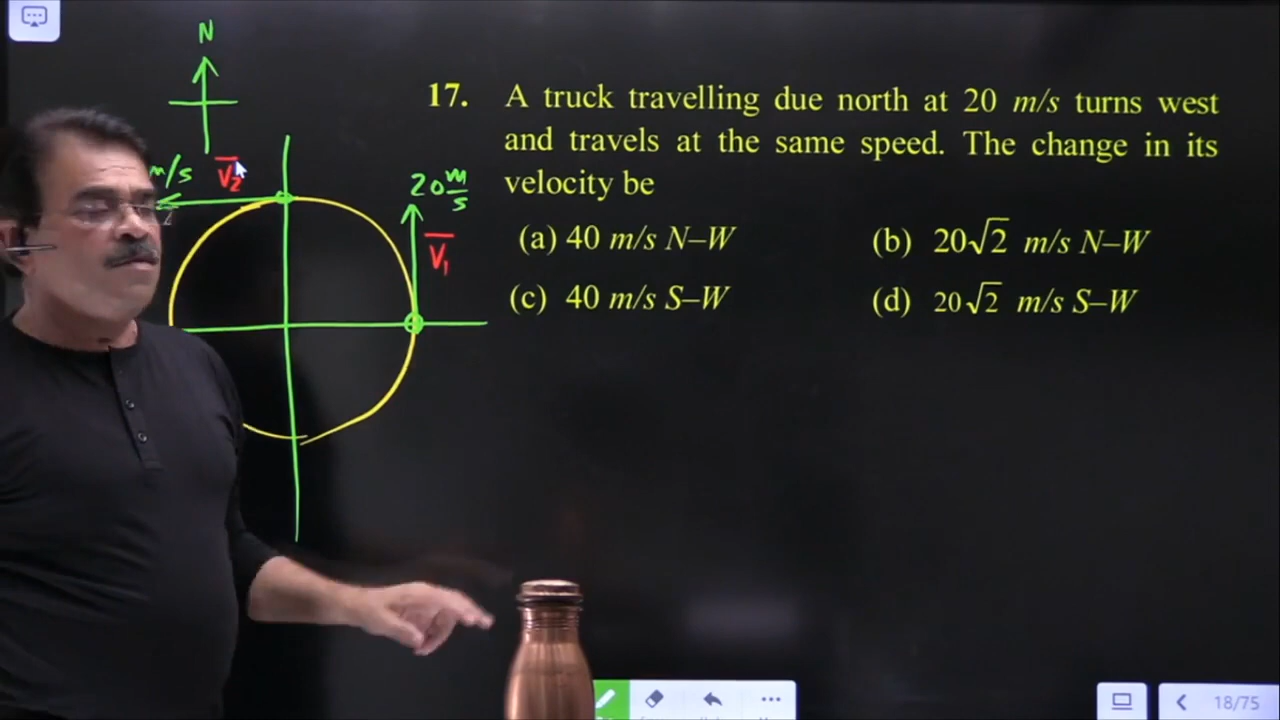 N
m/s
V₂
20 m/s
V₁
17. A truck travelling due north at 20 m/s turns west
and travels at the same speed. The change in its
velocity be
(a) 40 m/s N–W (b) 20√2 m/s N–W
(c) 40 m/s S–W (d) 20√2 m/s S–W
18/75